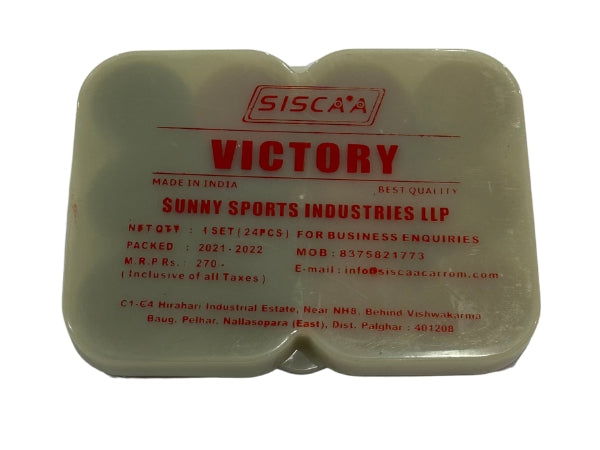 SISCAA
VICTORY
MADE IN INDIA
BEST QUALITY
SUNNY SPORTS INDUSTRIES LLP
NET QTY : 1 SET (24PCS)
PACKED : 2021-2022
M.R.P Rs.: 270-
(Inclusive of all Taxes)
FOR BUSINESS ENQUIRIES
MOB : 8375821773
E-mail : info@siscaacarrom.com
C1-C4 Hirahari Industrial Estate, Near NH8, Behind Vishwakarma
Baug, Pelhar, Nallasopara (East), Dist. Palghar : 401208